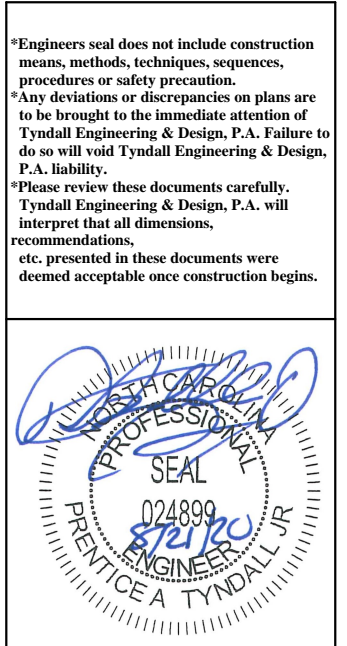 *Engineers seal does not include construction
means, methods, techniques, sequences,
procedures or safety precaution.
*Any deviations or discrepancies on plans are
to be brought to the immediate attention of
Tyndall Engineering & Design, P.A. Failure to
do so will void Tyndall Engineering & Design,
P.A. liability.
*Please review these documents carefully.
Tyndall Engineering & Design, P.A. will
interpret that all dimensions,
recommendations,
etc. presented in these documents were
deemed acceptable once construction begins.
NORTH CAROLINA
PROFESSIONAL
SEAL
024899
8/21/20
ENGINEER
PRENTICE A TYNDALL JR